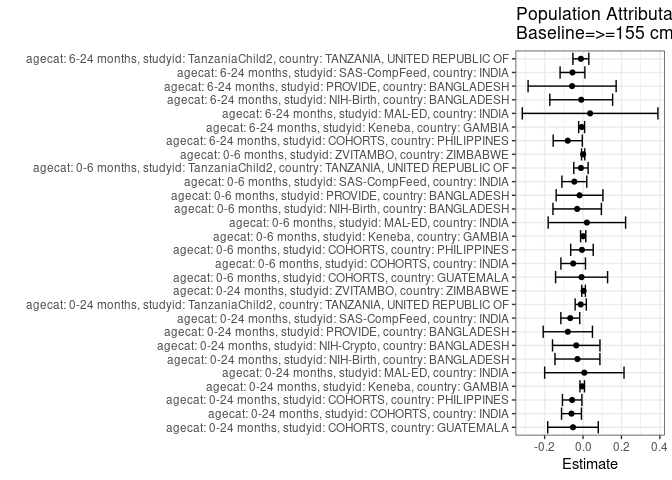 Population Attributa
Baseline=>=155 cm
agecat: 6-24 months, studyid: TanzaniaChild2, country: TANZANIA, UNITED REPUBLIC OF
agecat: 6-24 months, studyid: SAS-CompFeed, country: INDIA
agecat: 6-24 months, studyid: PROVIDE, country: BANGLADESH
agecat: 6-24 months, studyid: NIH-Birth, country: BANGLADESH
agecat: 6-24 months, studyid: MAL-ED, country: INDIA
agecat: 6-24 months, studyid: Keneba, country: GAMBIA
agecat: 6-24 months, studyid: COHORTS, country: PHILIPPINES
agecat: 0-6 months, studyid: ZVITAMBO, country: ZIMBABWE
agecat: 0-6 months, studyid: TanzaniaChild2, country: TANZANIA, UNITED REPUBLIC OF
agecat: 0-6 months, studyid: SAS-CompFeed, country: INDIA
agecat: 0-6 months, studyid: PROVIDE, country: BANGLADESH
agecat: 0-6 months, studyid: NIH-Birth, country: BANGLADESH
agecat: 0-6 months, studyid: MAL-ED, country: INDIA
agecat: 0-6 months, studyid: Keneba, country: GAMBIA
agecat: 0-6 months, studyid: COHORTS, country: PHILIPPINES
agecat: 0-6 months, studyid: COHORTS, country: INDIA
agecat: 0-6 months, studyid: COHORTS, country: GUATEMALA
agecat: 0-24 months, studyid: ZVITAMBO, country: ZIMBABWE
agecat: 0-24 months, studyid: TanzaniaChild2, country: TANZANIA, UNITED REPUBLIC OF
agecat: 0-24 months, studyid: SAS-CompFeed, country: INDIA
agecat: 0-24 months, studyid: PROVIDE, country: BANGLADESH
agecat: 0-24 months, studyid: NIH-Crypto, country: BANGLADESH
agecat: 0-24 months, studyid: NIH-Birth, country: BANGLADESH
agecat: 0-24 months, studyid: MAL-ED, country: INDIA
agecat: 0-24 months, studyid: Keneba, country: GAMBIA
agecat: 0-24 months, studyid: COHORTS, country: PHILIPPINES
agecat: 0-24 months, studyid: COHORTS, country: INDIA
agecat: 0-24 months, studyid: COHORTS, country: GUATEMALA
-0.2 0.0 0.2 0.4
Estimate